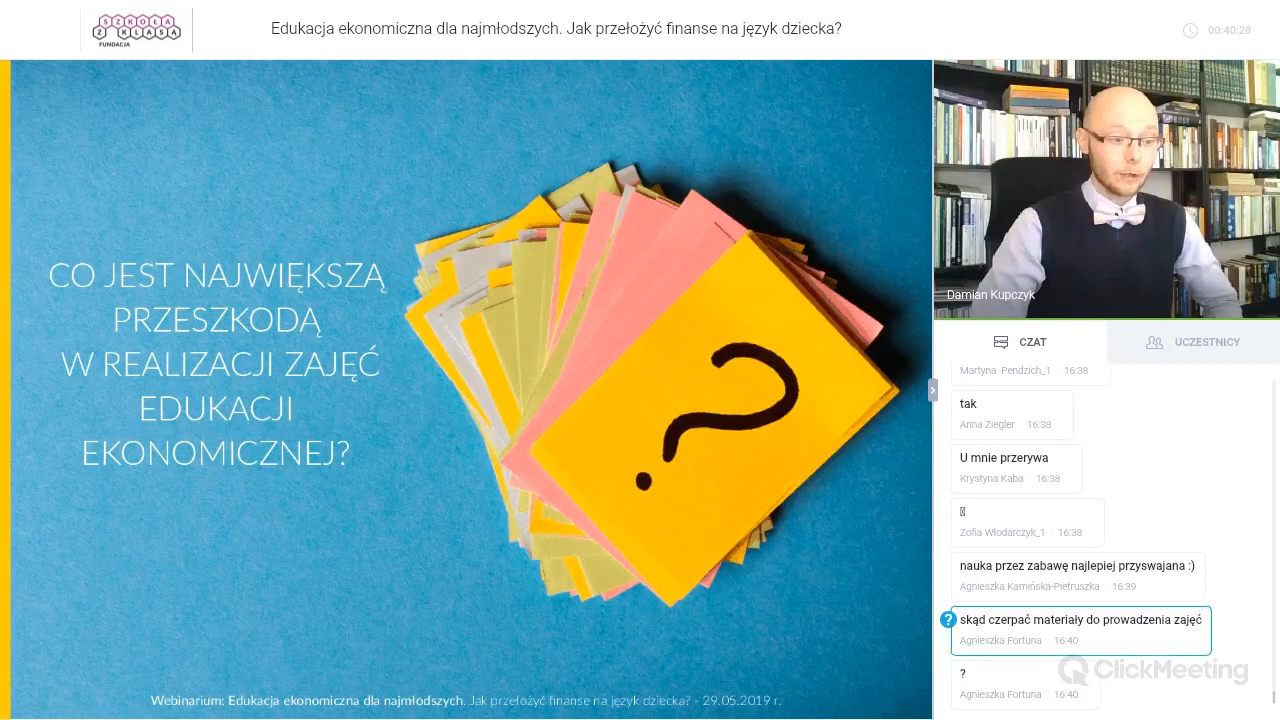 SZKOŁA
Z KLASĄ
FUNDACJA
Edukacja ekonomiczna dla najmłodszych. Jak przełożyć finanse na język dziecka?
00:40:28
CO JEST NAJWIĘKSZĄ
PRZESZKODĄ
W REALIZACJI ZAJĘĆ
EDUKACJI
EKONOMICZNEJ?
?
Webinarium: Edukacja ekonomiczna dla najmłodszych. Jak przełożyć finanse na język dziecka? - 29.05.2019 r.
Damian Kupczyk
CZAT
UCZESTNICY
Martyna Pendzich_1 16:38
tak
Anna Ziegler 16:38
U mnie przerywa
Krystyna Kaba 16:38
Zofia Włodarczyk_1 16:38
nauka przez zabawę najlepiej przyswajana :)
Agnieszka Kamińska-Pietruszka 16:39
? skąd czerpać materiały do prowadzenia zajęć
Agnieszka Fortuna 16:40
?
Agnieszka Fortuna 16:40
ClickMeeting